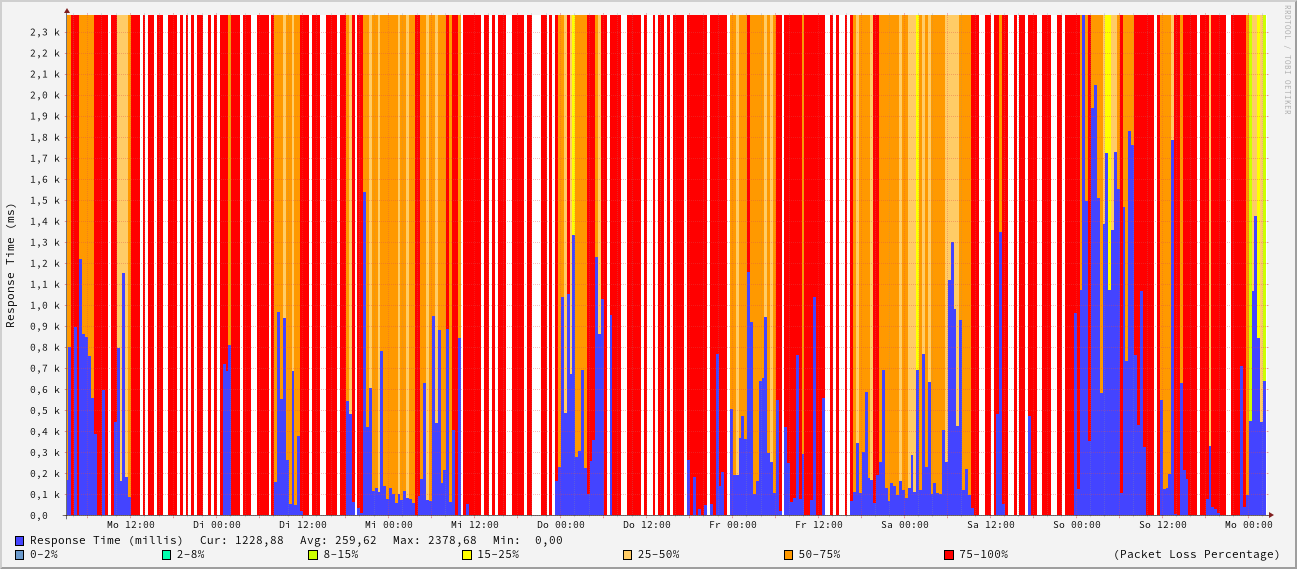 RRDTOOL / TOBI OETIKER
Response Time (ms)
2,3 k
2,2 k
2,1 k
2,0 k
1,9 k
1,8 k
1,7 k
1,6 k
1,5 k
1,4 k
1,3 k
1,2 k
1,1 k
1,0 k
0,9 k
0,8 k
0,7 k
0,6 k
0,5 k
0,4 k
0,3 k
0,2 k
0,1 k
0,0
Mo 12:00 Di 00:00 Di 12:00 Mi 00:00 Mi 12:00 Do 00:00 Do 12:00 Fr 00:00 Fr 12:00 Sa 00:00 Sa 12:00 So 00:00 So 12:00 Mo 00:00
Response Time (millis) Cur: 1228,88 Avg: 259,62 Max: 2378,68 Min: 0,00
0-2% 2-8% 8-15% 15-25% 25-50% 50-75% 75-100% (Packet Loss Percentage)